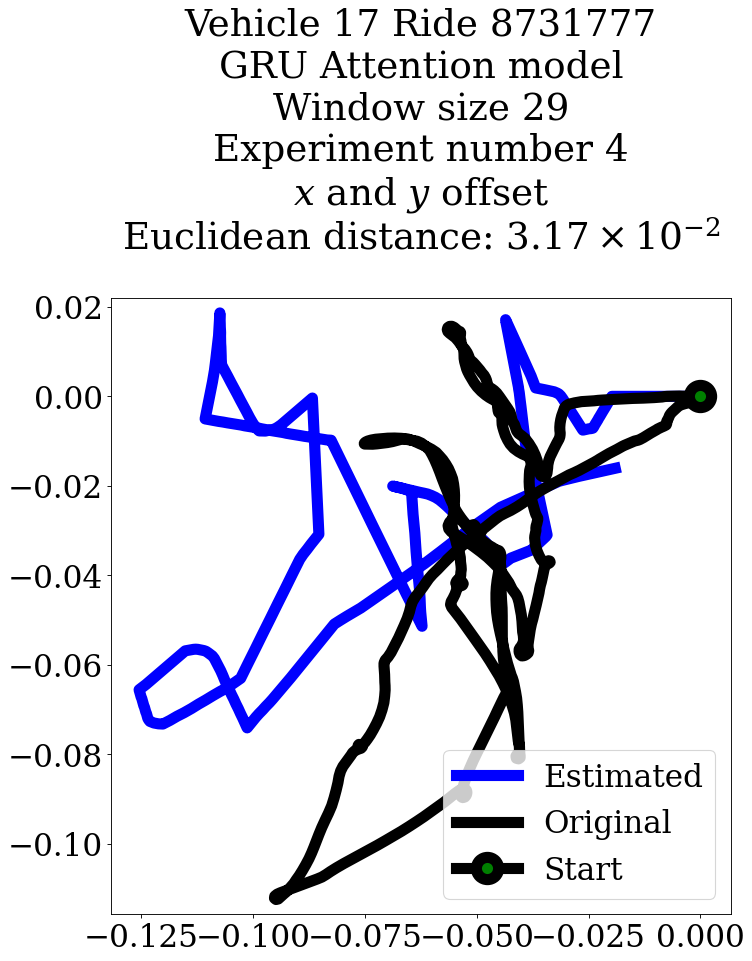 Vehicle 17 Ride 8731777
GRU Attention model
Window size 29
Experiment number 4
x and y offset
Euclidean distance: 3.17 × 10⁻²
0.02
0.00
−0.02
−0.04
−0.06
−0.08
−0.10
Estimated
Original
Start
−0.125 −0.100 −0.075 −0.050 −0.025 0.000